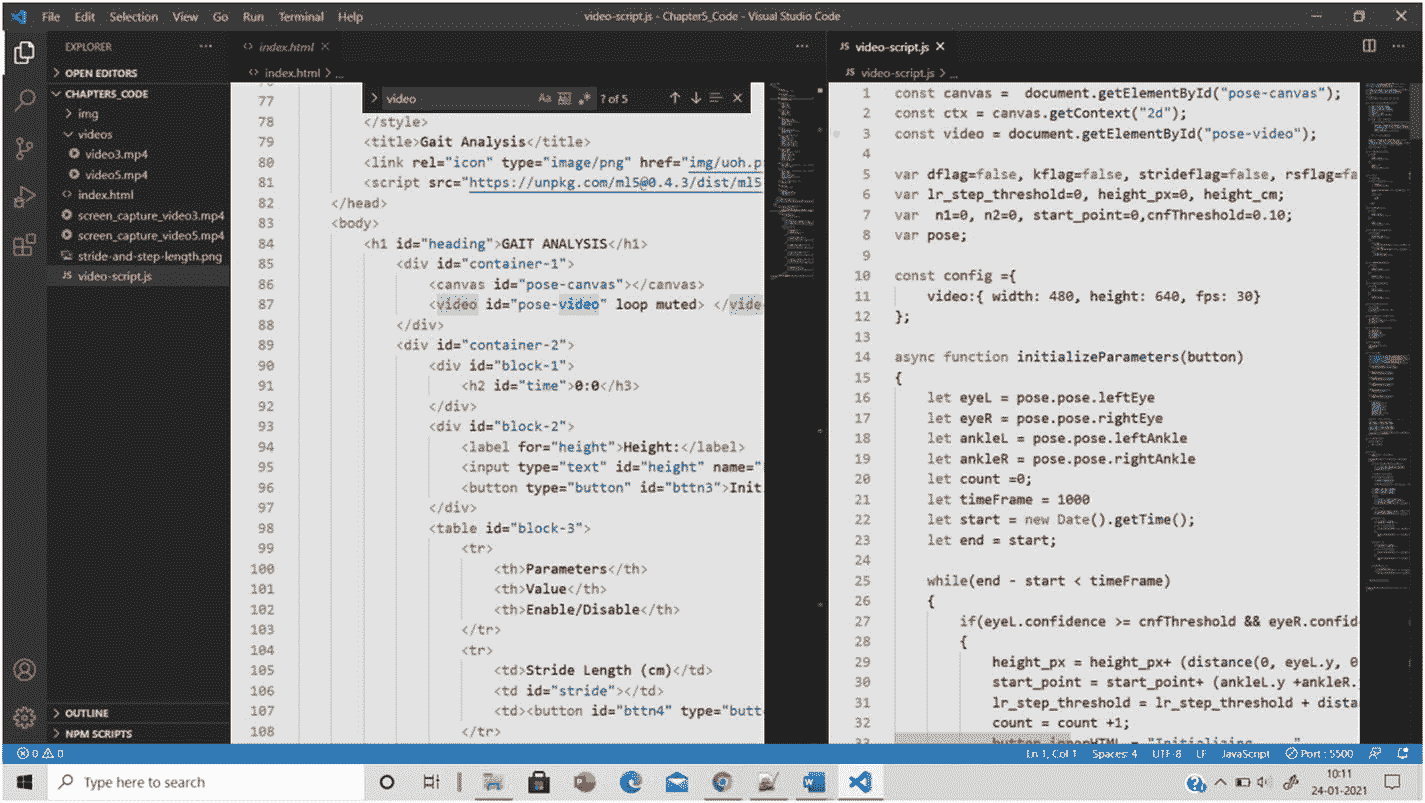 File Edit Selection View Go Run Terminal Help
video-script.js - Chapter5_Code - Visual Studio Code
EXPLORER
OPEN EDITORS
CHAPTER5_CODE
img
videos
video3.mp4
video5.mp4
index.html
screen_capture_video3.mp4
screen_capture_video5.mp4
stride-and-step-length.png
video-script.js
OUTLINE
NPM SCRIPTS
index.html
index.html > ...
video
Aa
? of 5
77
78 </style>
79 <title>Gait Analysis</title>
80 <link rel="icon" type="image/png" href="img/uoh.p
81 <script src="https://unpkg.com/ml5@0.4.3/dist/ml5
82 </head>
83 <body>
84 <h1 id="heading">GAIT ANALYSIS</h1>
85 <div id="container-1">
86 <canvas id="pose-canvas"></canvas>
87 <video id="pose-video" loop muted> </vide
88 </div>
89 <div id="container-2">
90 <div id="block-1">
91 <h2 id="time">0:0</h3>
92 </div>
93 <div id="block-2">
94 <label for="height">Height:</label>
95 <input type="text" id="height" name="
96 <button type="button" id="bttn3">Init
97 </div>
98 <table id="block-3">
99 <tr>
100 <th>Parameters</th>
101 <th>Value</th>
102 <th>Enable/Disable</th>
103 </tr>
104 <tr>
105 <td>Stride Length (cm)</td>
106 <td id="stride"></td>
107 <td><button id="bttn4" type="butt
108 </tr>
JS video-script.js
JS video-script.js > ...
1 const canvas = document.getElementById("pose-canvas");
2 const ctx = canvas.getContext("2d");
3 const video = document.getElementById("pose-video");
4
5 var dflag=false, kflag=false, strideflag=false, rsflag=fa
6 var lr_step_threshold=0, height_px=0, height_cm;
7 var n1=0, n2=0, start_point=0,cnfThreshold=0.10;
8 var pose;
9
10 const config ={
11 video:{ width: 480, height: 640, fps: 30}
12 };
13
14 async function initializeParameters(button)
15 {
16 let eyeL = pose.pose.leftEye
17 let eyeR = pose.pose.rightEye
18 let ankleL = pose.pose.leftAnkle
19 let ankleR = pose.pose.rightAnkle
20 let count =0;
21 let timeFrame = 1000
22 let start = new Date().getTime();
23 let end = start;
24
25 while(end - start < timeFrame)
26 {
27 if(eyeL.confidence >= cnfThreshold && eyeR.confid
28 {
29 height_px = height_px+ (distance(0, eyeL.y, 0
30 start_point = start_point+ (ankleL.y +ankleR.
31 lr_step_threshold = lr_step_threshold + dista
32 count = count +1;
33 button.innerHTML = "Initializing
0 0
Ln 1, Col 1 Spaces: 4 UTF-8 LF JavaScript Port : 5500
Type here to search
10:11
24-01-2021